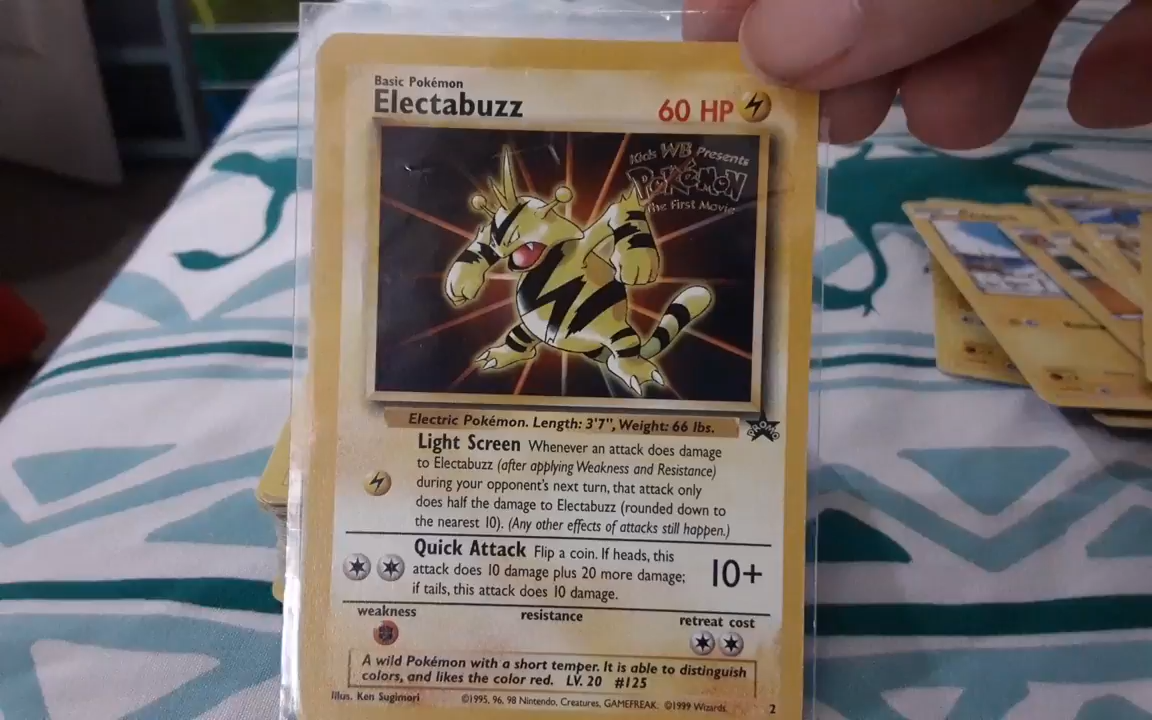 Basic Pokémon
Electabuzz
60 HP
Kids WB Presents
POKéMON
The First Movie
Electric Pokémon. Length: 3'7", Weight: 66 lbs.
PROMO
Light Screen Whenever an attack does damage
to Electabuzz (after applying Weakness and Resistance)
during your opponent's next turn, that attack only
does half the damage to Electabuzz (rounded down to
the nearest 10). (Any other effects of attacks still happen.)
Quick Attack Flip a coin. If heads, this
attack does 10 damage plus 20 more damage;
if tails, this attack does 10 damage.
10+
weakness
resistance
retreat cost
A wild Pokémon with a short temper. It is able to distinguish
colors, and likes the color red. LV. 20 #125
Illus. Ken Sugimori
©1995, 96, 98 Nintendo, Creatures, GAMEFREAK. ©1999 Wizards.
2